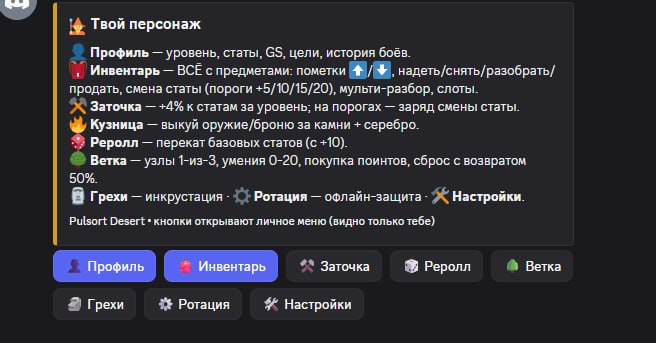 Твой персонаж
Профиль — уровень, статы, GS, цели, история боёв.
Инвентарь — ВСЁ с предметами: пометки ⬆️/⬇️, надеть/снять/разобрать/
продать, смена статы (пороги +5/10/15/20), мульти-разбор, слоты.
Заточка — +4% к статам за уровень; на порогах — заряд смены статы.
Кузница — выкуй оружие/броню за камни + серебро.
Реролл — перекат базовых статов (с +10).
Ветка — узлы 1-из-3, умения 0-20, покупка поинтов, сброс с возвратом
50%.
Грехи — инкрустация · Ротация — офлайн-защита · Настройки.
Pulsort Desert • кнопки открывают личное меню (видно только тебе)
Профиль Инвентарь Заточка Реролл Ветка
Грехи Ротация Настройки